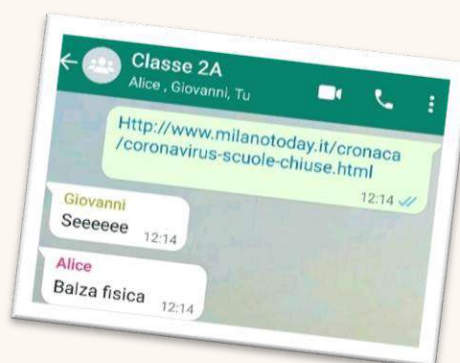 Classe 2A
Alice , Giovanni, Tu
Http://www.milanotoday.it/cronaca
/coronavirus-scuole-chiuse.html
12:14
Giovanni
Seeeeee
12:14
Alice
Balza fisica
12:14